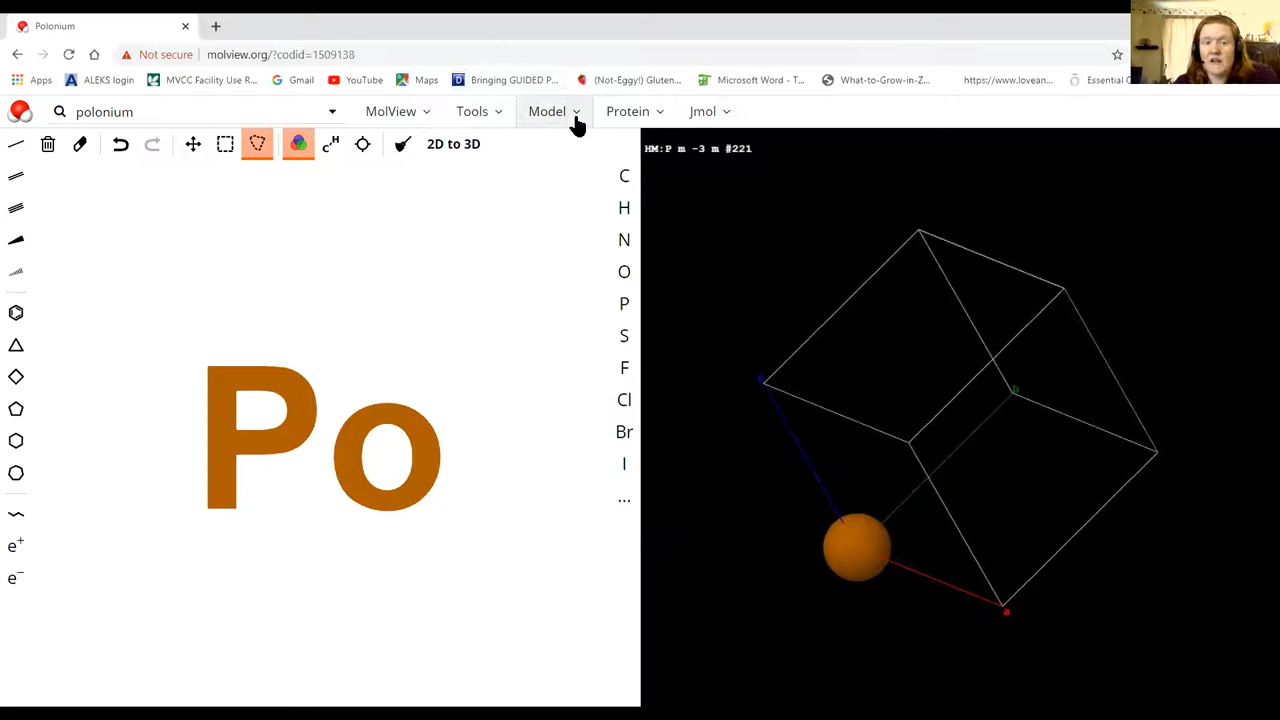 Polonium
Not secure molview.org/?codid=1509138
Apps ALEKS login MVCC Facility Use R... Gmail YouTube Maps Bringing GUIDED P... (Not-Eggy!) Gluten... Microsoft Word - T... What-to-Grow-in-Z... https://www.lovean... Essential
polonium MolView Tools Model Protein Jmol
C H 2D to 3D
HM:P m -3 m #221
C
H
N
O
P
S
F
Cl
Br
I
...
Po
b
a
e+
e−